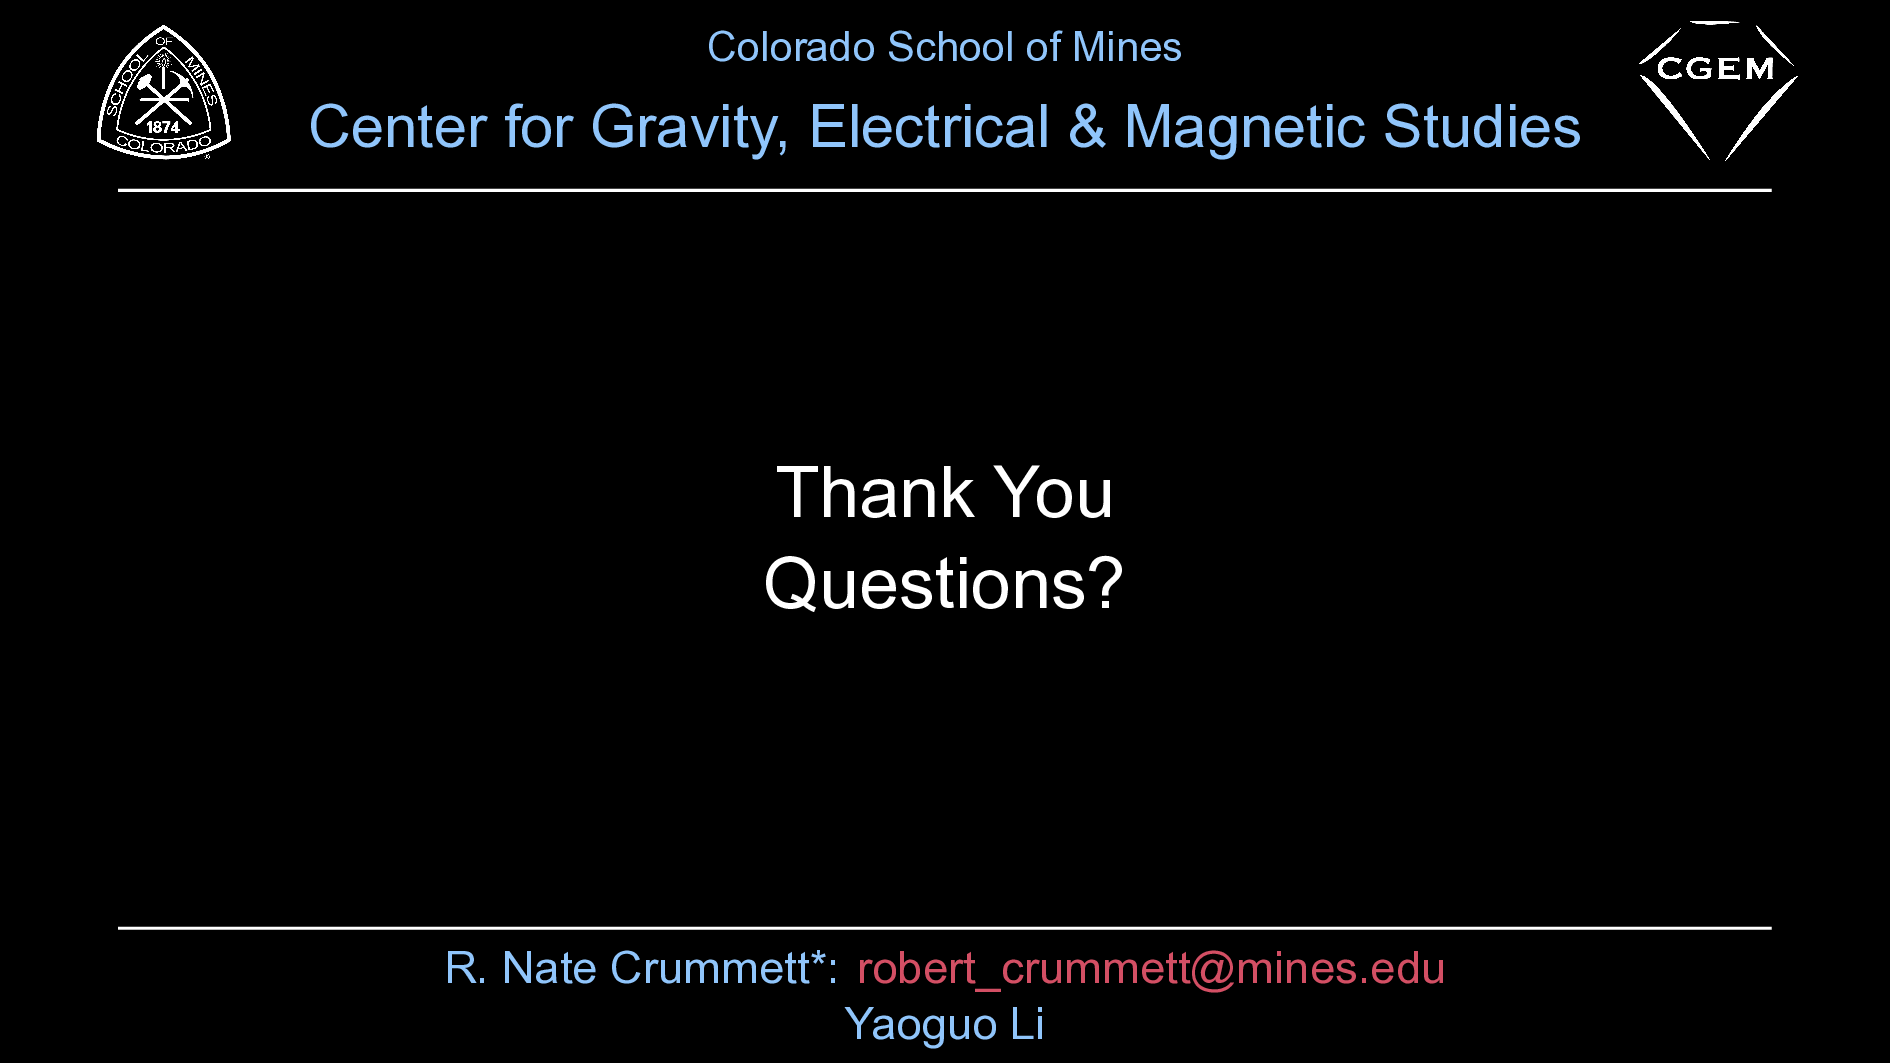 SCHOOL OF MINES
1874
COLORADO
Colorado School of Mines
Center for Gravity, Electrical & Magnetic Studies
CGEM
Thank You
Questions?
R. Nate Crummett*: robert_crummett@mines.edu
Yaoguo Li